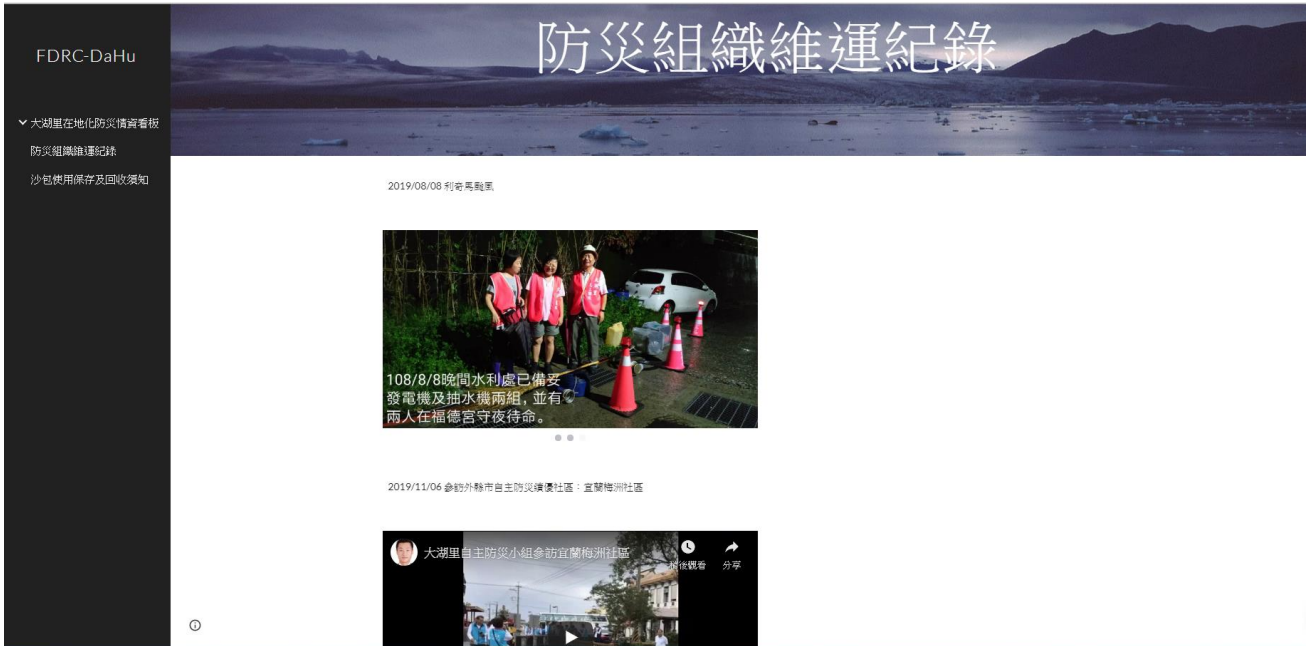 防災組織維運紀錄
FDRC-DaHu
大湖里在地化防災情資看板
防災組織維運紀錄
沙包使用保存及回收須知
2019/08/08 利奇馬颱風
108/8/8晚間水利處已備妥
發電機及抽水機兩組,並有
兩人在福德宮守夜待命。
2019/11/06 參訪外縣市自主防災績優社區：宜蘭梅洲社區
大湖里自主防災小組參訪宜蘭梅洲社區
稍後觀看
分享